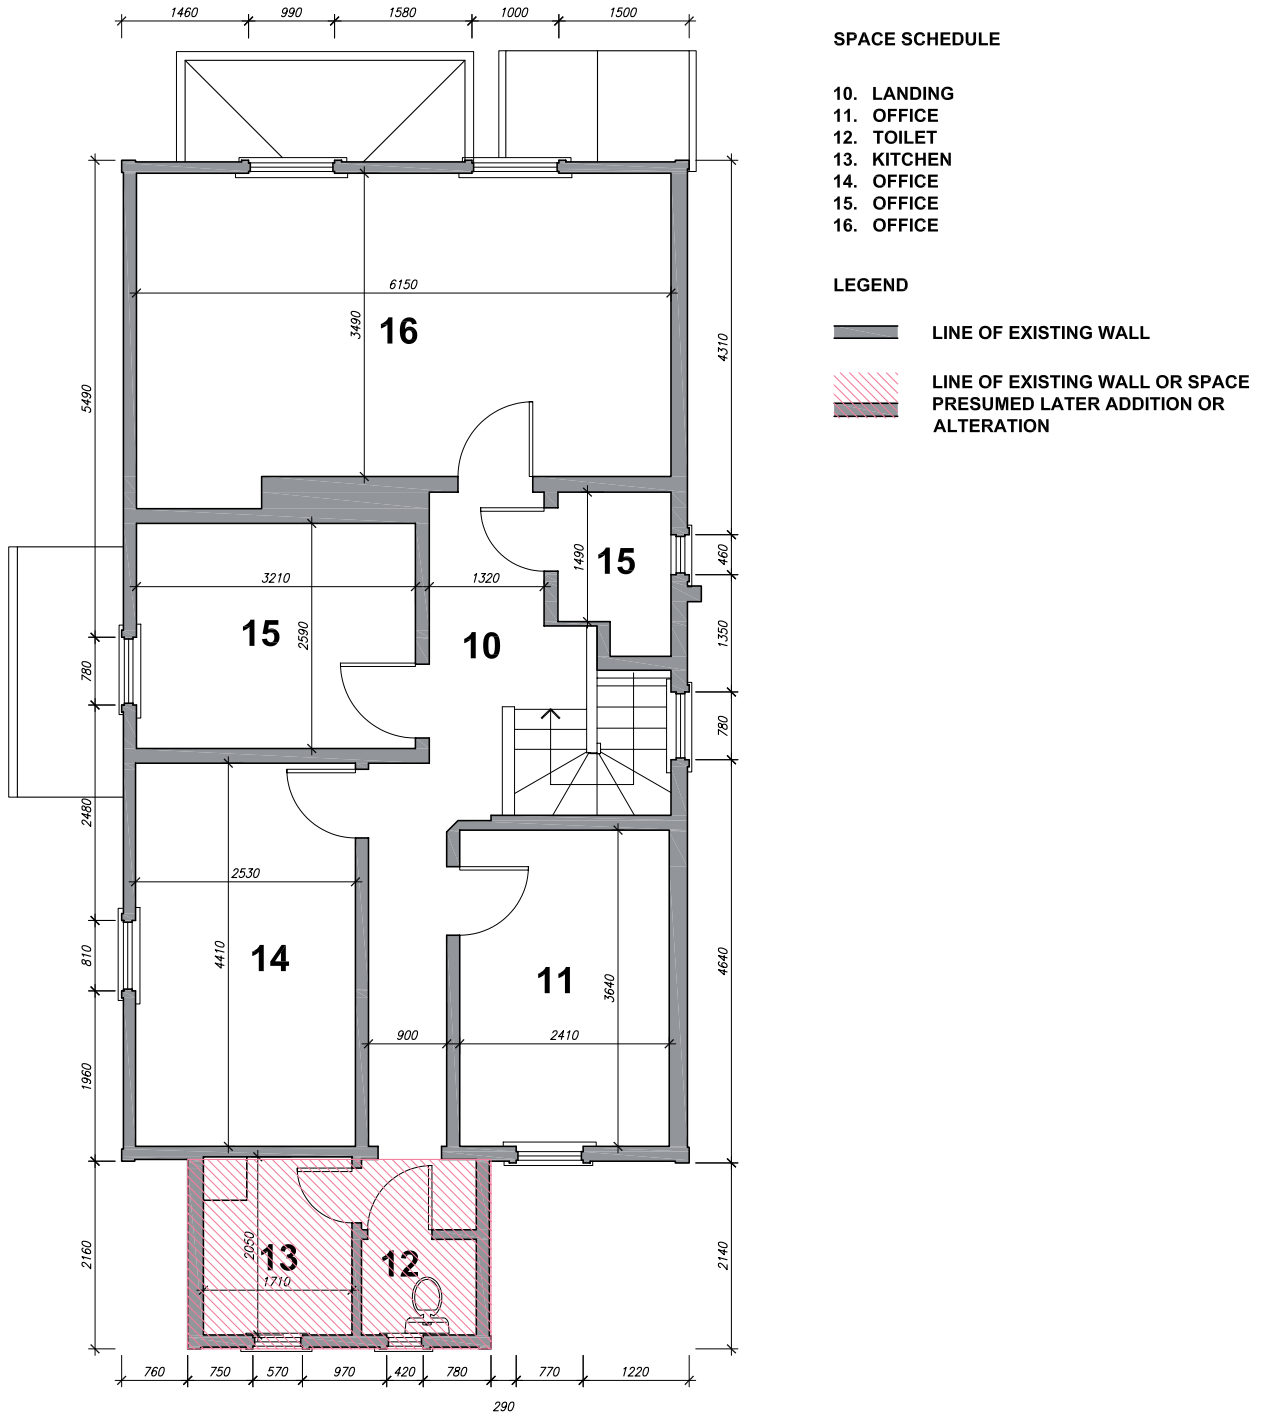 1460 990 1580 1000 1500
SPACE SCHEDULE
10. LANDING
11. OFFICE
12. TOILET
13. KITCHEN
14. OFFICE
15. OFFICE
16. OFFICE
LEGEND
LINE OF EXISTING WALL
LINE OF EXISTING WALL OR SPACE
PRESUMED LATER ADDITION OR
ALTERATION
6150
3490
16
4310
5490
1490
15
460
3210
1320
15
2590
10
1350
780
780
2480
2530
14
4410
810
11
3640
4640
900
2410
1960
2050
13
12
1710
2160
2140
760 750 570 970 420 780 770 1220
290